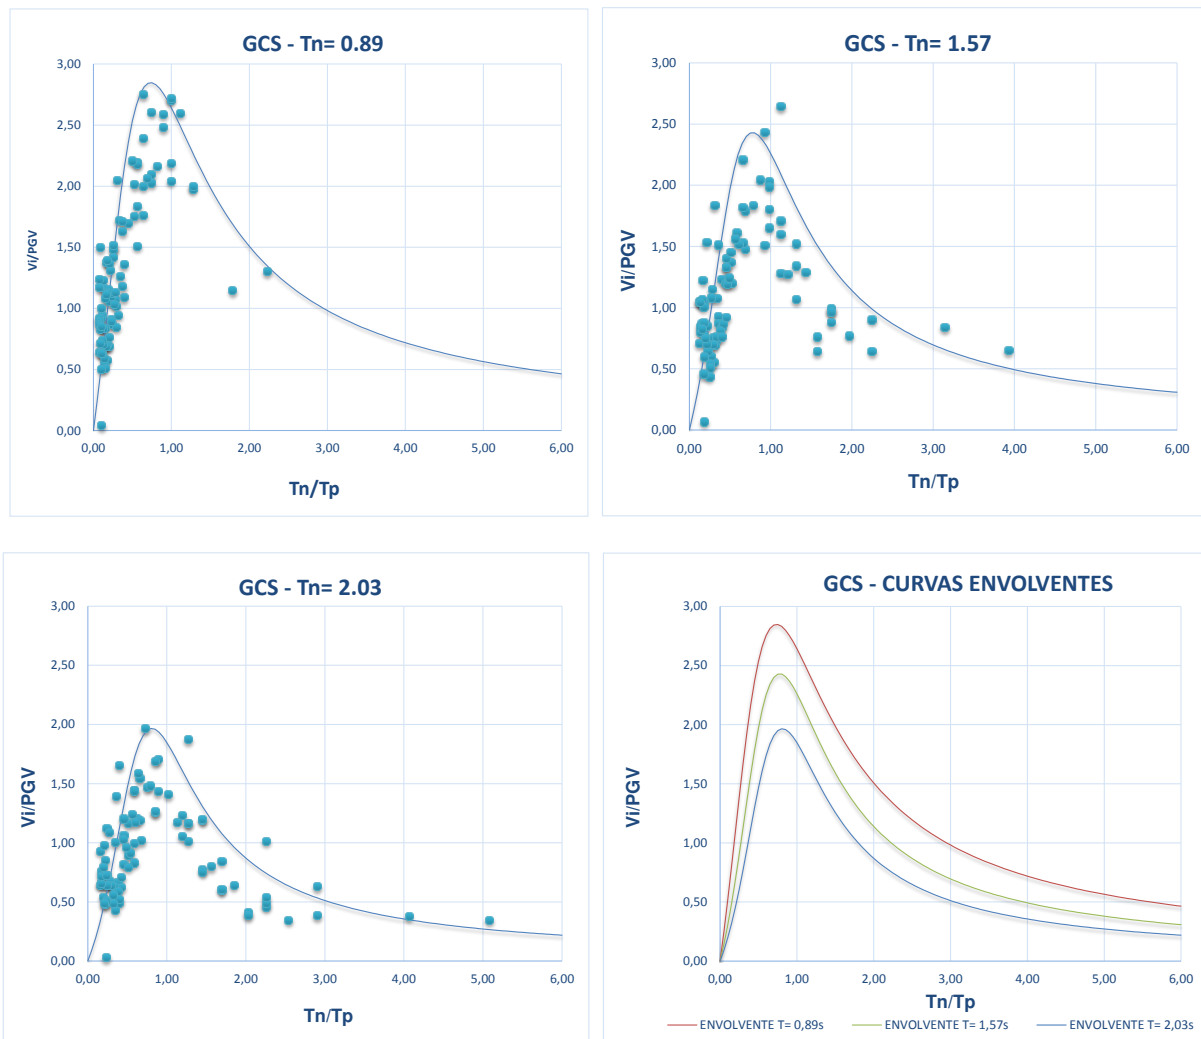 GCS - Tn= 0.89
3,00
2,50
2,00
1,50
1,00
0,50
0,00
Vi/PGV
0,00 1,00 2,00 3,00 4,00 5,00 6,00
Tn/Tp
GCS - Tn= 1.57
3,00
2,50
2,00
1,50
1,00
0,50
0,00
Vi/PGV
0,00 1,00 2,00 3,00 4,00 5,00 6,00
Tn/Tp
GCS - Tn= 2.03
3,00
2,50
2,00
1,50
1,00
0,50
0,00
Vi/PGV
0,00 1,00 2,00 3,00 4,00 5,00 6,00
Tn/Tp
GCS - CURVAS ENVOLVENTES
3,00
2,50
2,00
1,50
1,00
0,50
0,00
Vi/PGV
0,00 1,00 2,00 3,00 4,00 5,00 6,00
Tn/Tp
ENVOLVENTE T= 0,89s ENVOLVENTE T= 1,57s ENVOLVENTE T= 2,03s